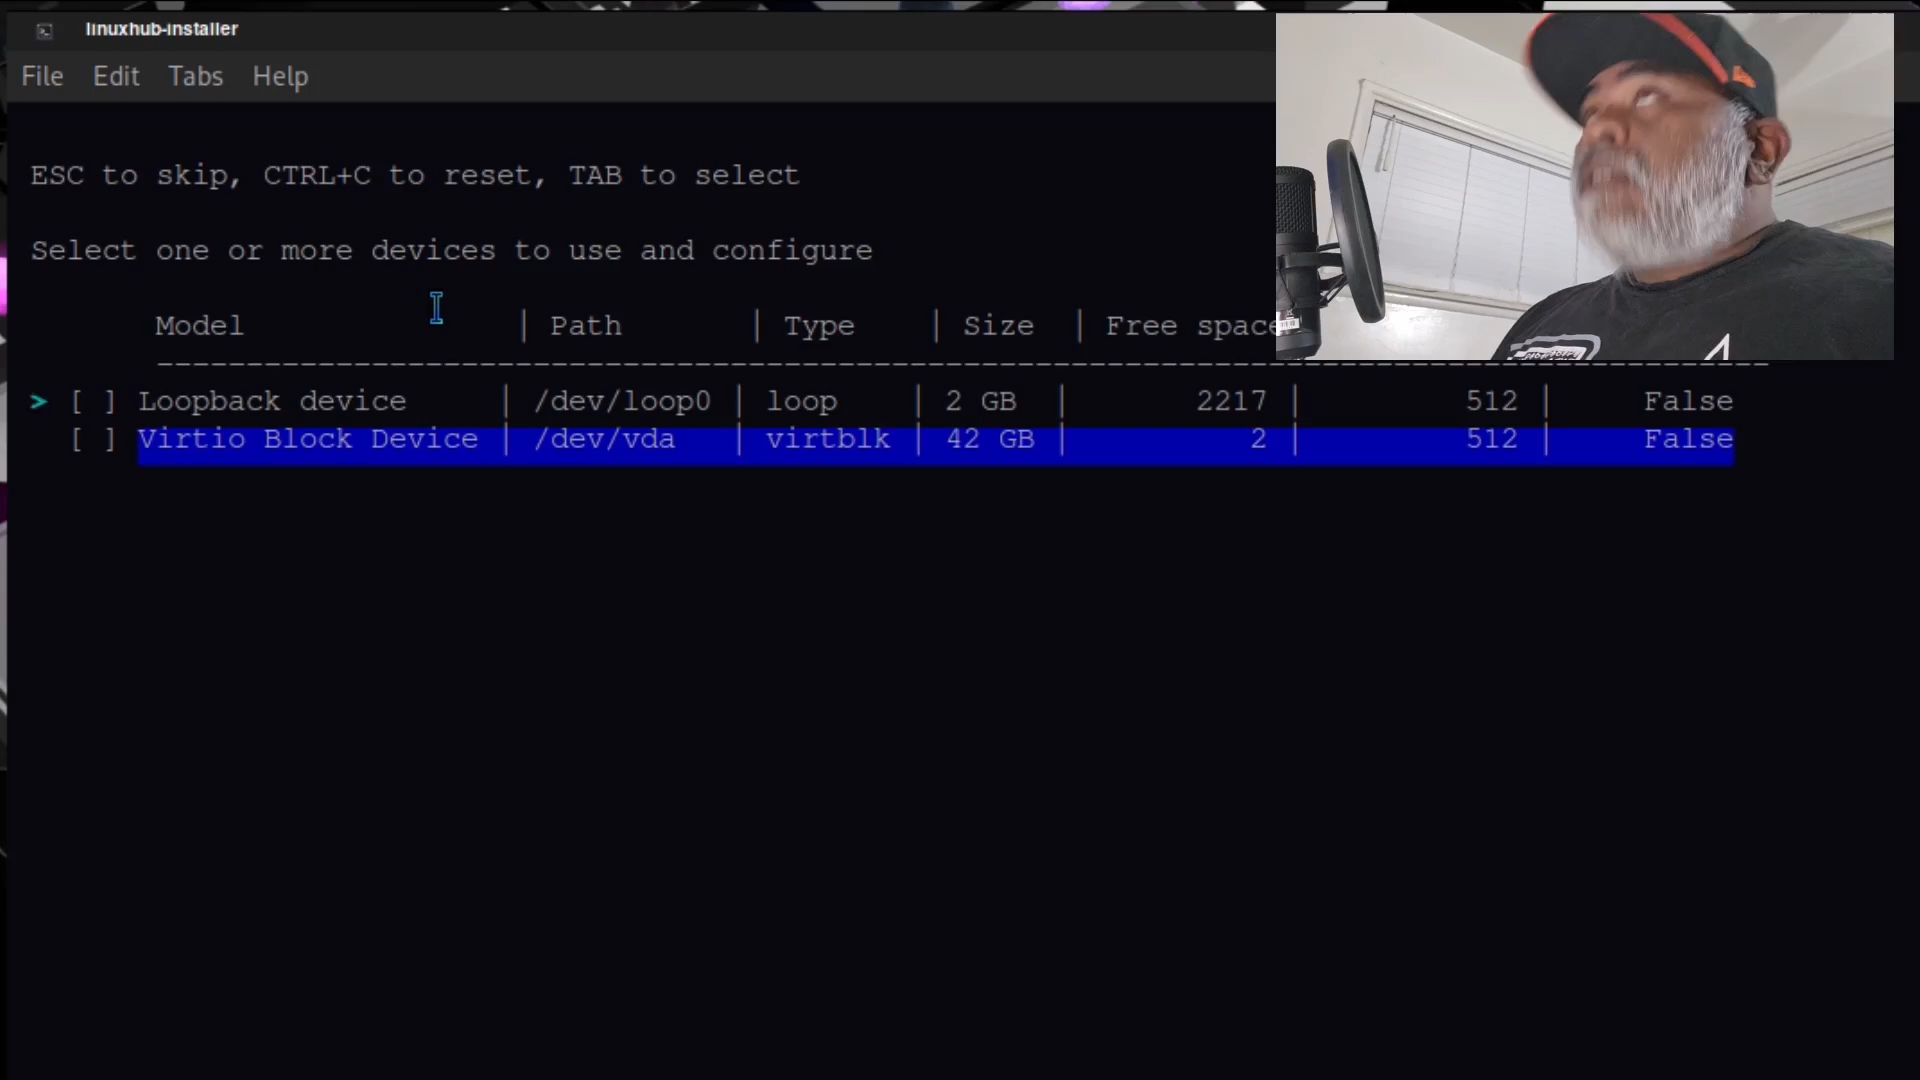 linuxhub-installer
File Edit Tabs Help
ESC to skip, CTRL+C to reset, TAB to select
Select one or more devices to use and configure
Model | Path | Type | Size | Free space
> [ ] Loopback device | /dev/loop0 | loop | 2 GB | 2217 | 512 | False
[ ] Virtio Block Device | /dev/vda | virtblk | 42 GB | 2 | 512 | False